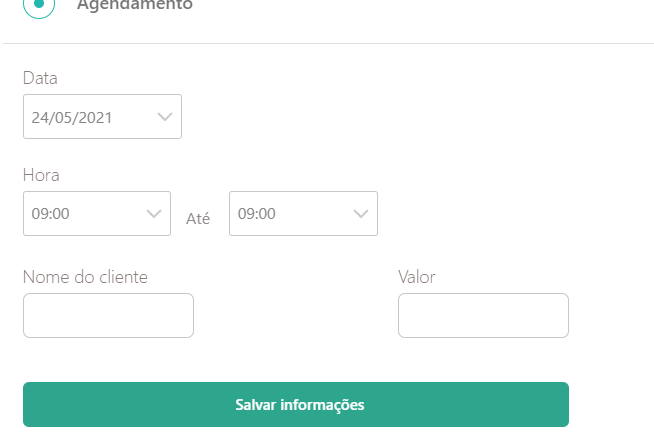 Agendamento
Data
24/05/2021
Hora
09:00 Até 09:00
Nome do cliente Valor
Salvar informações